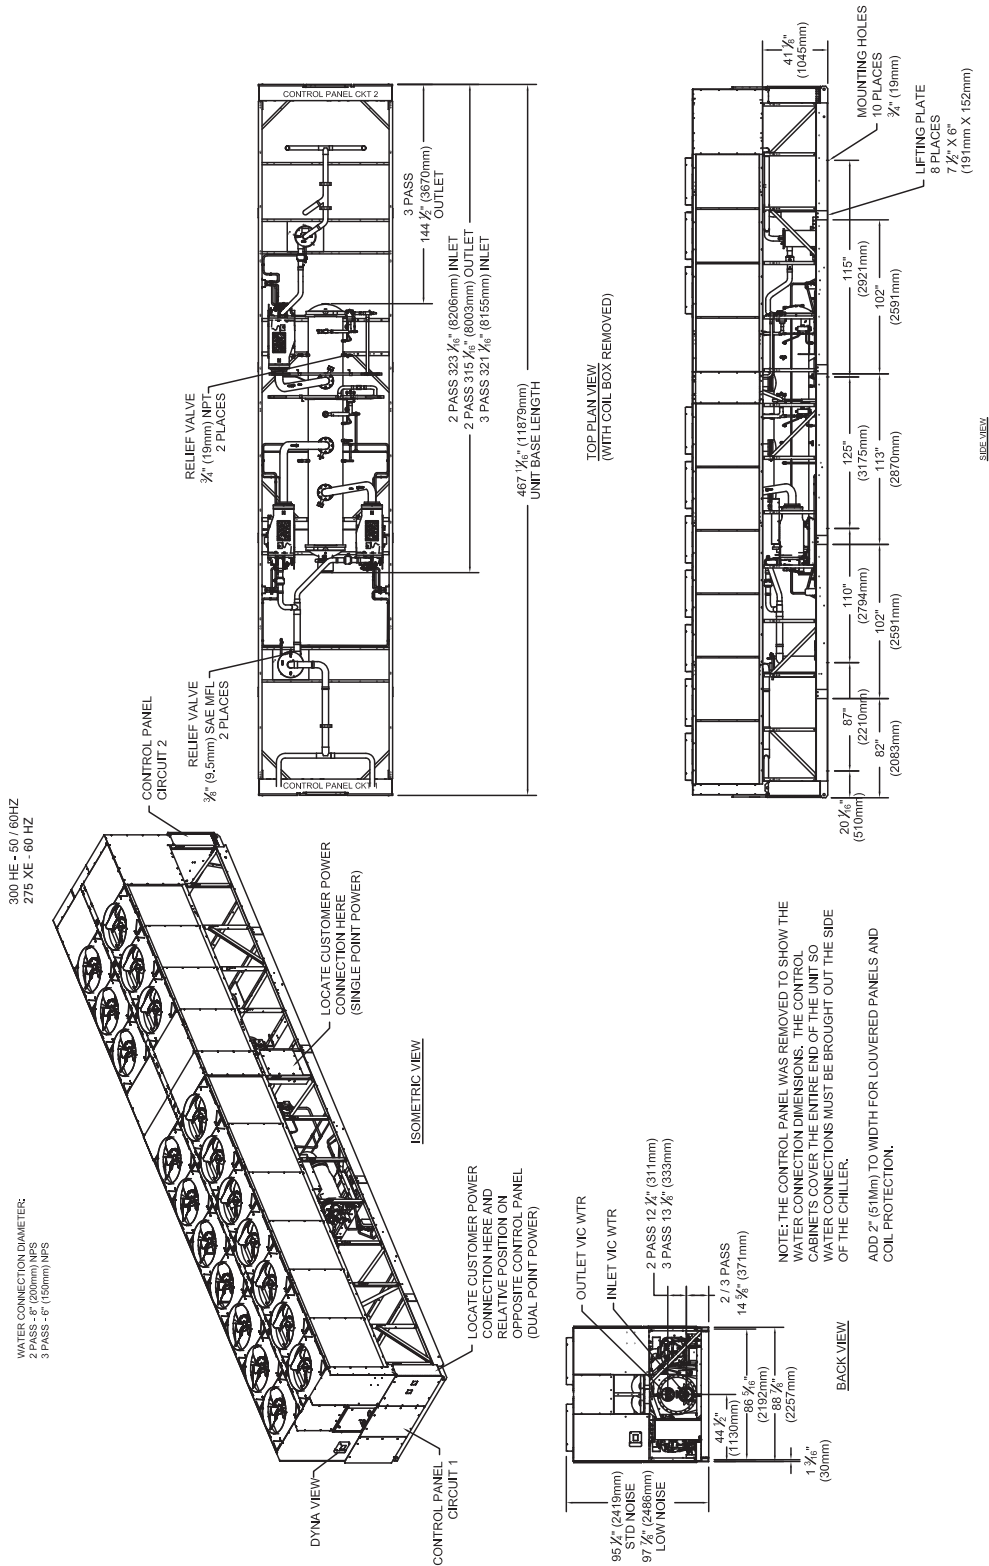 300 HE - 50 / 60HZ
275 XE - 60 HZ
WATER CONNECTION DIAMETER:
2 PASS - 8" (200mm) NPS
3 PASS - 6" (150mm) NPS
CONTROL PANEL
CIRCUIT 2
LOCATE CUSTOMER POWER
CONNECTION HERE
(SINGLE POINT POWER)
ISOMETRIC VIEW
LOCATE CUSTOMER POWER
CONNECTION HERE AND
RELATIVE POSITION ON
OPPOSITE CONTROL PANEL
(DUAL POINT POWER)
DYNA VIEW
CONTROL PANEL
CIRCUIT 1
RELIEF VALVE
3/4" (19mm) NPT
2 PLACES
RELIEF VALVE
3/8" (9.5mm) SAE MFL
2 PLACES
CONTROL PANEL CKT 2
CONTROL PANEL CKT 1
3 PASS
144 1/2" (3670mm)
OUTLET
2 PASS 323 1/16" (8206mm) INLET
2 PASS 315 1/16" (8003mm) OUTLET
3 PASS 321 1/16" (8155mm) INLET
467 11/16" (11879mm)
UNIT BASE LENGTH
TOP PLAN VIEW
(WITH COIL BOX REMOVED)
41 1/8"
(1045mm)
MOUNTING HOLES
10 PLACES
3/4" (19mm)
LIFTING PLATE
8 PLACES
7 1/2" X 6"
(191mm X 152mm)
115"
(2921mm)
102"
(2591mm)
125"
(3175mm)
113"
(2870mm)
110"
(2794mm)
102"
(2591mm)
87"
(2210mm)
82"
(2083mm)
20 1/16"
(510mm)
SIDE VIEW
OUTLET VIC WTR
INLET VIC WTR
2 PASS 12 1/4" (311mm)
3 PASS 13 1/8" (333mm)
2 / 3 PASS
14 5/8" (371mm)
44 1/2"
(1130mm)
86 5/16"
(2192mm)
88 7/8"
(2257mm)
1 3/16"
(30mm)
95 1/4" (2419mm)
STD NOISE
97 7/8" (2486mm)
LOW NOISE
BACK VIEW
NOTE: THE CONTROL PANEL WAS REMOVED TO SHOW THE
WATER CONNECTION DIMENSIONS. THE CONTROL
CABINETS COVER THE ENTIRE END OF THE UNIT SO
WATER CONNECTIONS MUST BE BROUGHT OUT THE SIDE
OF THE CHILLER.
ADD 2" (51Mm) TO WIDTH FOR LOUVERED PANELS AND
COIL PROTECTION.